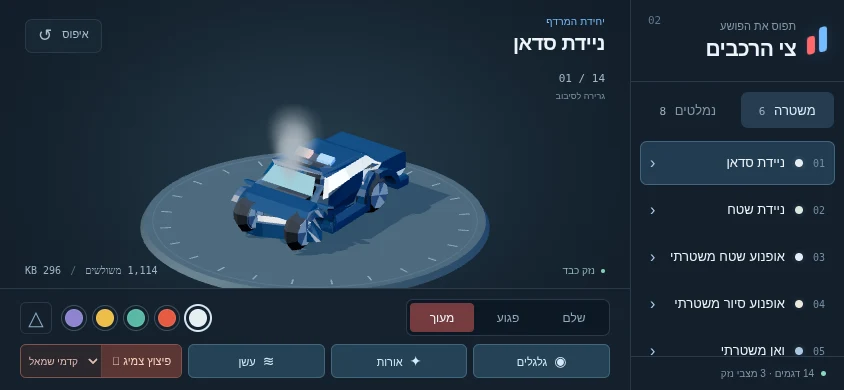 תפוס את הפושע
צי הרכבים
02
משטרה 6
נמלטים 8
01 ניידת סדאן
02 ניידת שטח
03 אופנוע שטח משטרתי
04 אופנוע סיור משטרתי
05 ואן משטרתי
14 דגמים · 3 מצבי נזק
יחידת המרדף
ניידת סדאן
01 / 14
גרירה לסיבוב
איפוס
נזק כבד
1,114 משולשים / 296 KB
שלם
פגוע
מעוך
גלגלים
אורות
עשן
פיצוץ צמיג
קדמי שמאל